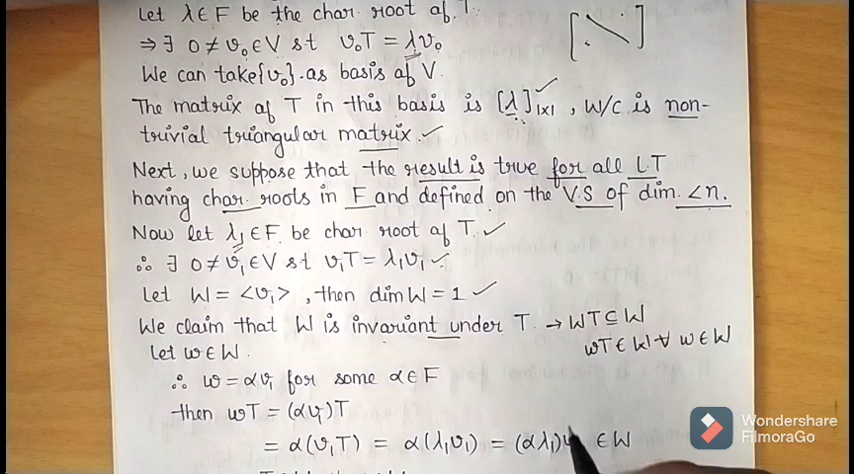 Let λ∈F be the char root of T.
⇒ ∃ 0≠v₀∈V st v₀T = λv₀
We can take {v₀} as basis of V.
The matrix of T in this basis is [λ]₁ₓ₁, w/c is non-
trivial triangular matrix.
Next, we suppose that the result is true for all LT
having char. roots in F and defined on the V.S of dim. <n.
Now let λ₁∈F be char root of T.
∴ ∃ 0≠v₁∈V st v₁T = λ₁v₁
Let W = <v₁>, then dim W = 1
We claim that W is invariant under T. → WT⊆W
wT∈W ∀ w∈W
Let w∈W.
∴ w = αv₁ for some α∈F
then wT = (αv₁)T
= α(v₁T) = α(λ₁v₁) = (αλ₁) ∈W
Wondershare
FilmoraGo